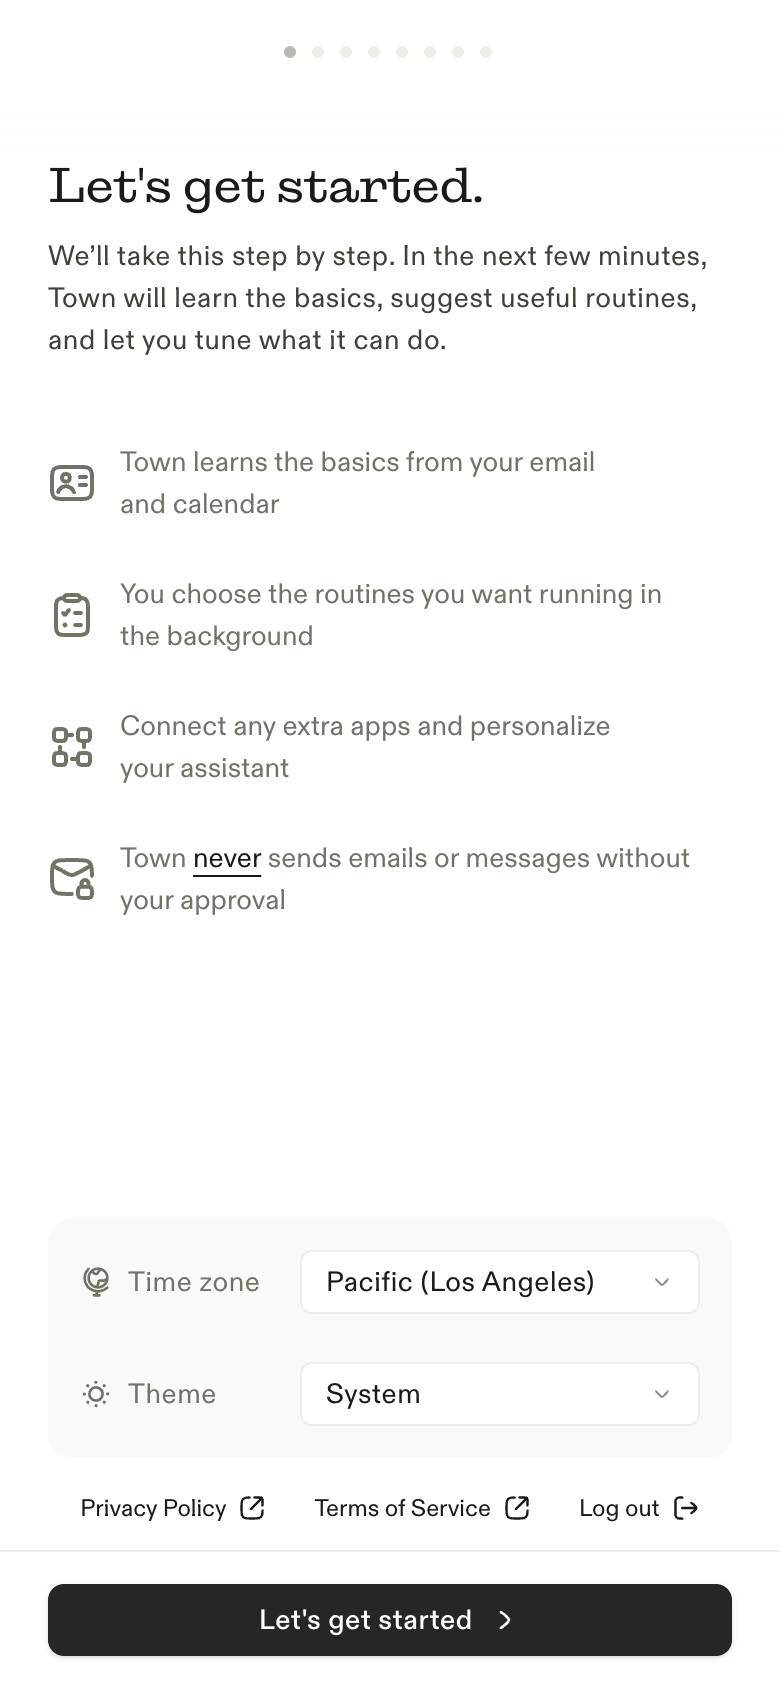 Let's get started.
We’ll take this step by step. In the next few minutes,
Town will learn the basics, suggest useful routines,
and let you tune what it can do.
Town learns the basics from your email
and calendar
You choose the routines you want running in
the background
Connect any extra apps and personalize
your assistant
Town never sends emails or messages without
your approval
Time zone Pacific (Los Angeles)
Theme System
Privacy Policy Terms of Service Log out
Let's get started